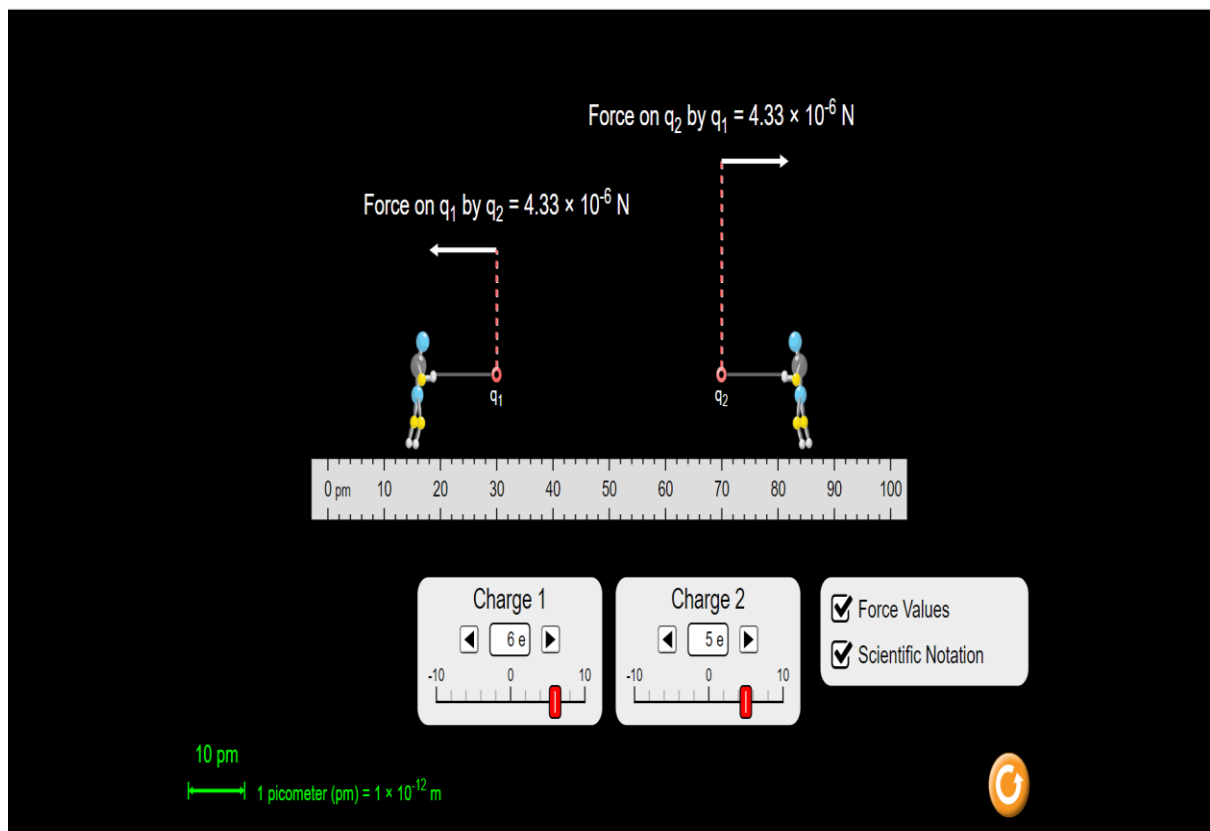 Force on q₂ by q₁ = 4.33 × 10⁻⁶ N
Force on q₁ by q₂ = 4.33 × 10⁻⁶ N
q₁
q₂
0 pm 10 20 30 40 50 60 70 80 90 100
Charge 1
6 e
-10 0 10
Charge 2
5 e
-10 0 10
Force Values
Scientific Notation
10 pm
1 picometer (pm) = 1 × 10⁻¹² m